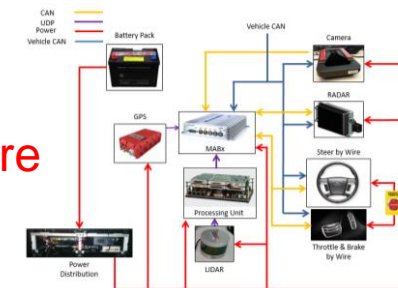 CAN
UDP
Power
Vehicle CAN
Battery Pack
Vehicle CAN
Camera
GPS
MABx
RADAR
re
Steer by Wire
Processing Unit
Throttle & Brake
by Wire
Power
Distribution
LIDAR